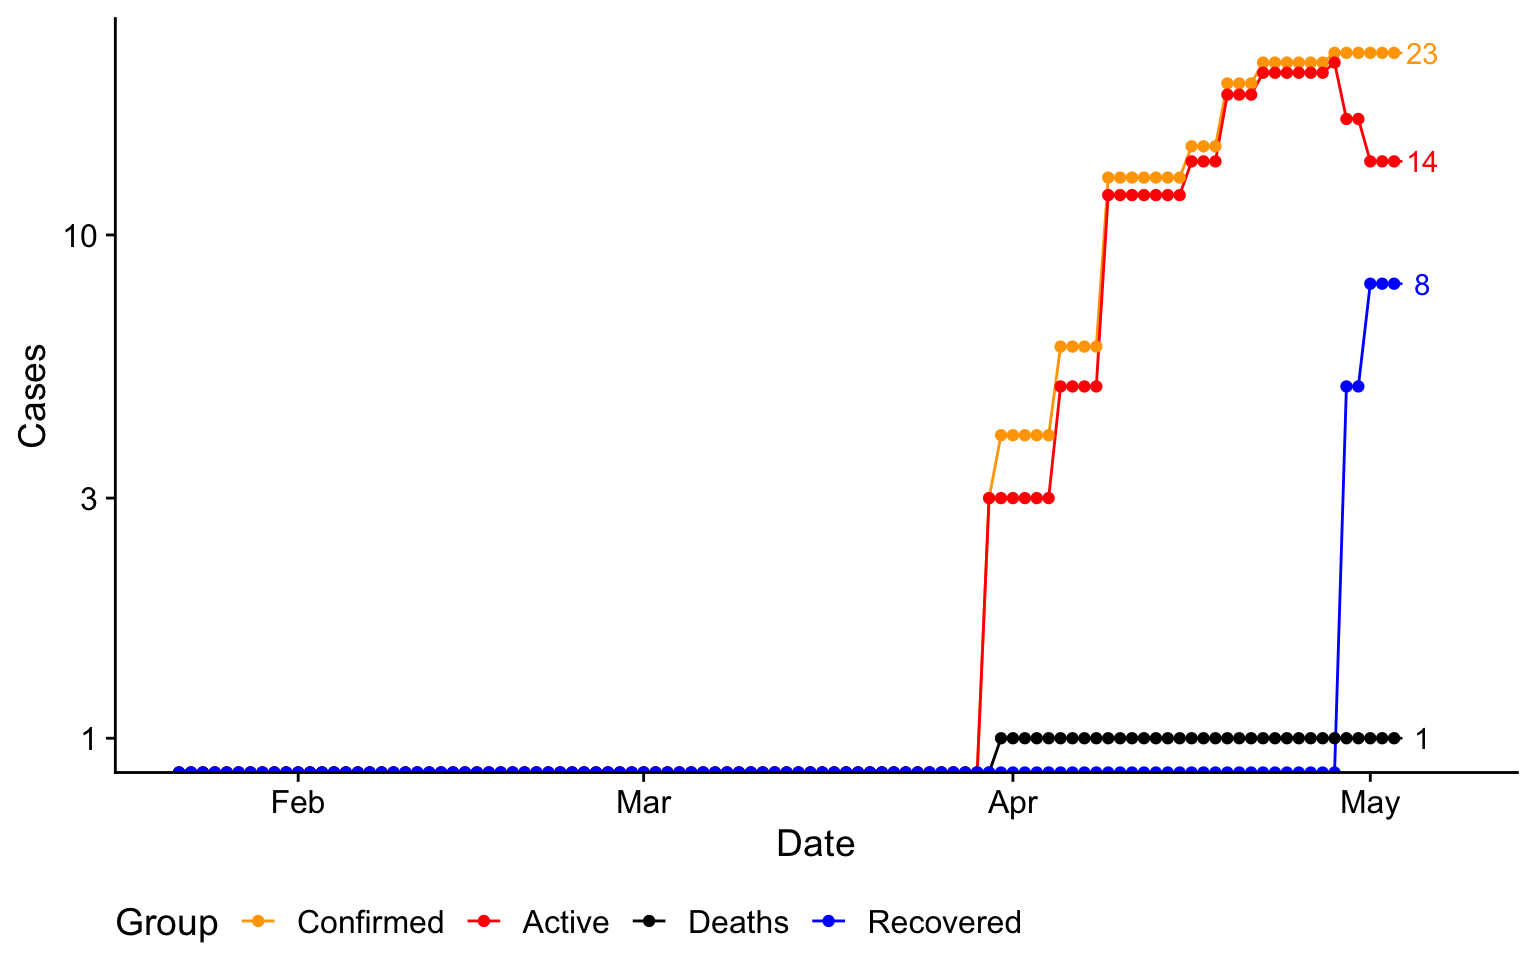 23
14
10
8
Cases
3
1
1
Feb Mar Apr May
Date
Group Confirmed Active Deaths Recovered